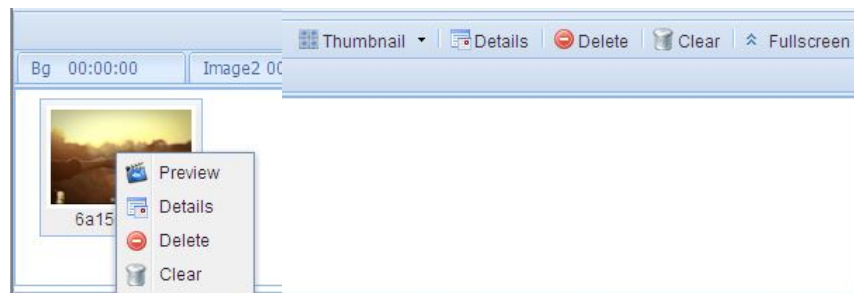 Thumbnail Details Delete Clear Fullscreen
Bg 00:00:00 Image2 00
6a15
Preview
Details
Delete
Clear